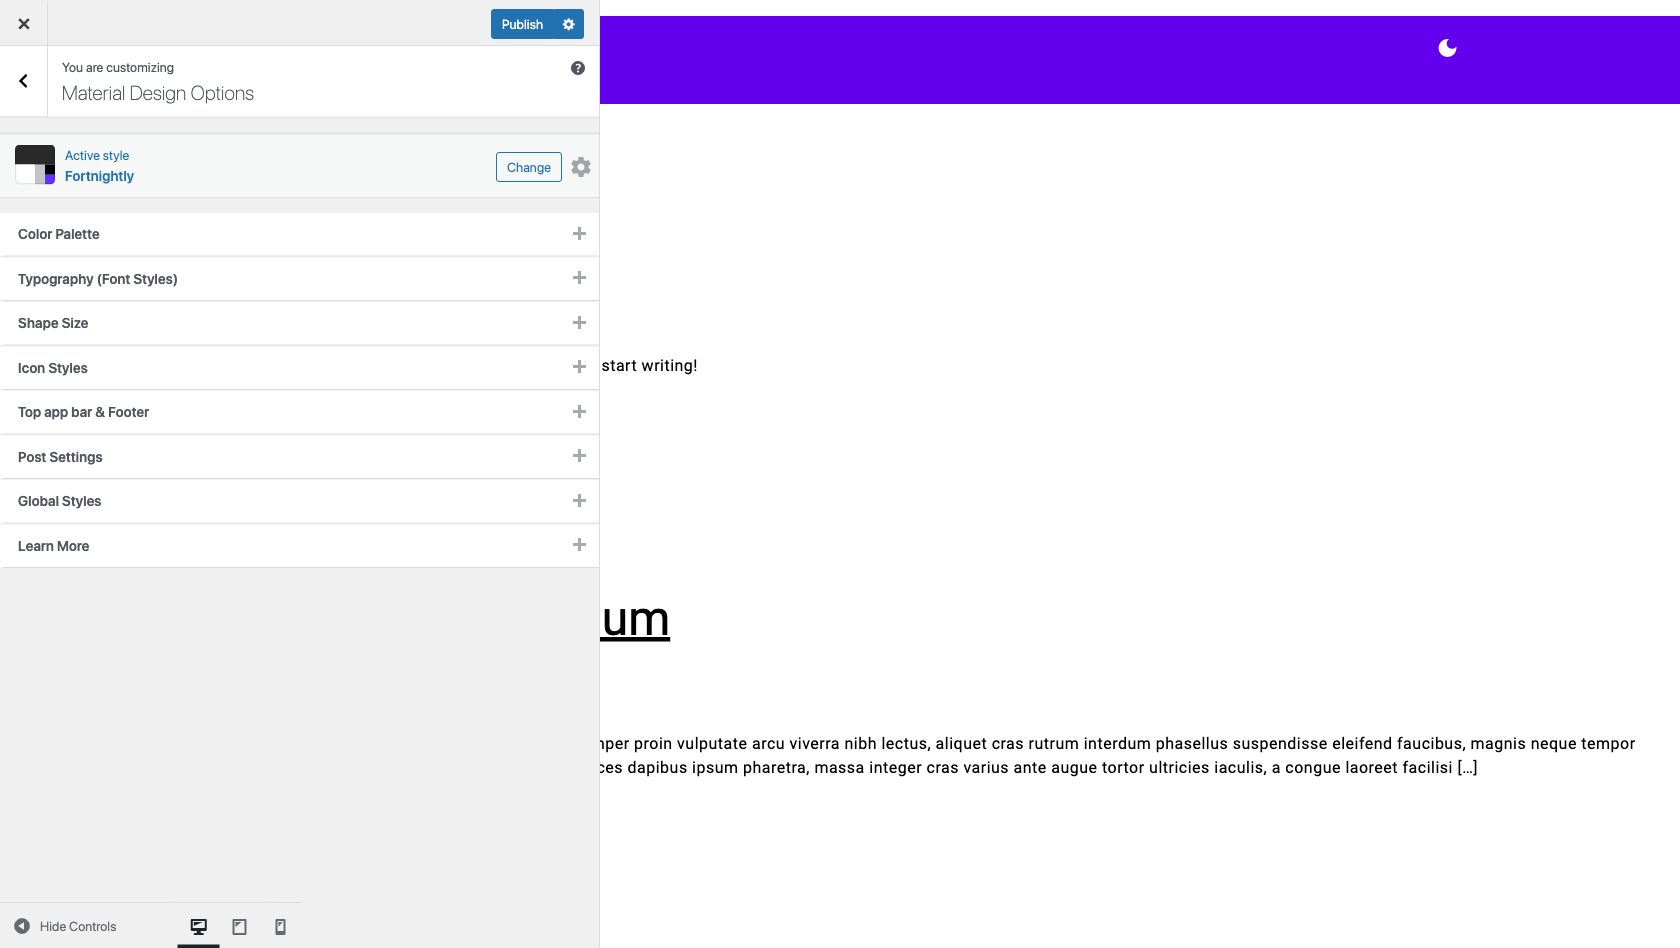 Publish
You are customizing
Material Design Options
Active style
Fortnightly
Change
Color Palette
Typography (Font Styles)
Shape Size
Icon Styles
Top app bar & Footer
Post Settings
Global Styles
Learn More
Hide Controls
start writing!
um
nper proin vulputate arcu viverra nibh lectus, aliquet cras rutrum interdum phasellus suspendisse eleifend faucibus, magnis neque tempor
ces dapibus ipsum pharetra, massa integer cras varius ante augue tortor ultricies iaculis, a congue laoreet facilisi […]